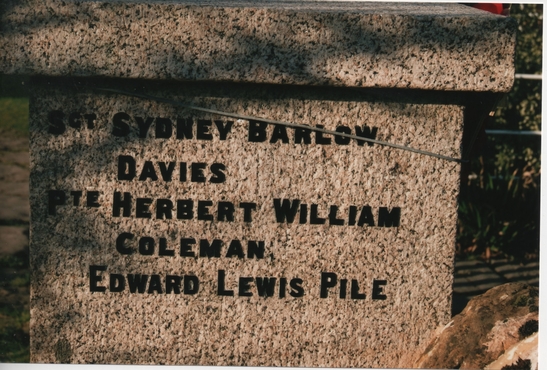 Sgt Sydney Barlow
Davies
Pte Herbert William
Coleman
Edward Lewis Pile